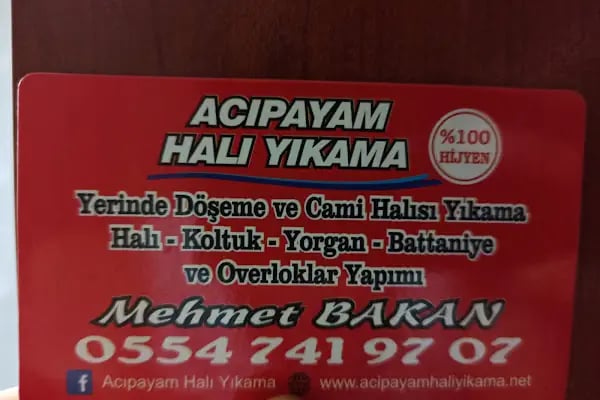 ACIPAYAM
HALI YIKAMA
%100
HİJYEN
Yerinde Döşeme ve Cami Halısı Yıkama
Halı - Koltuk - Yorgan - Battaniye
ve Overloklar Yapımı
Mehmet BAKAN
0554 741 97 07
f Acıpayam Halı Yıkama www.acipayamhaliyikama.net